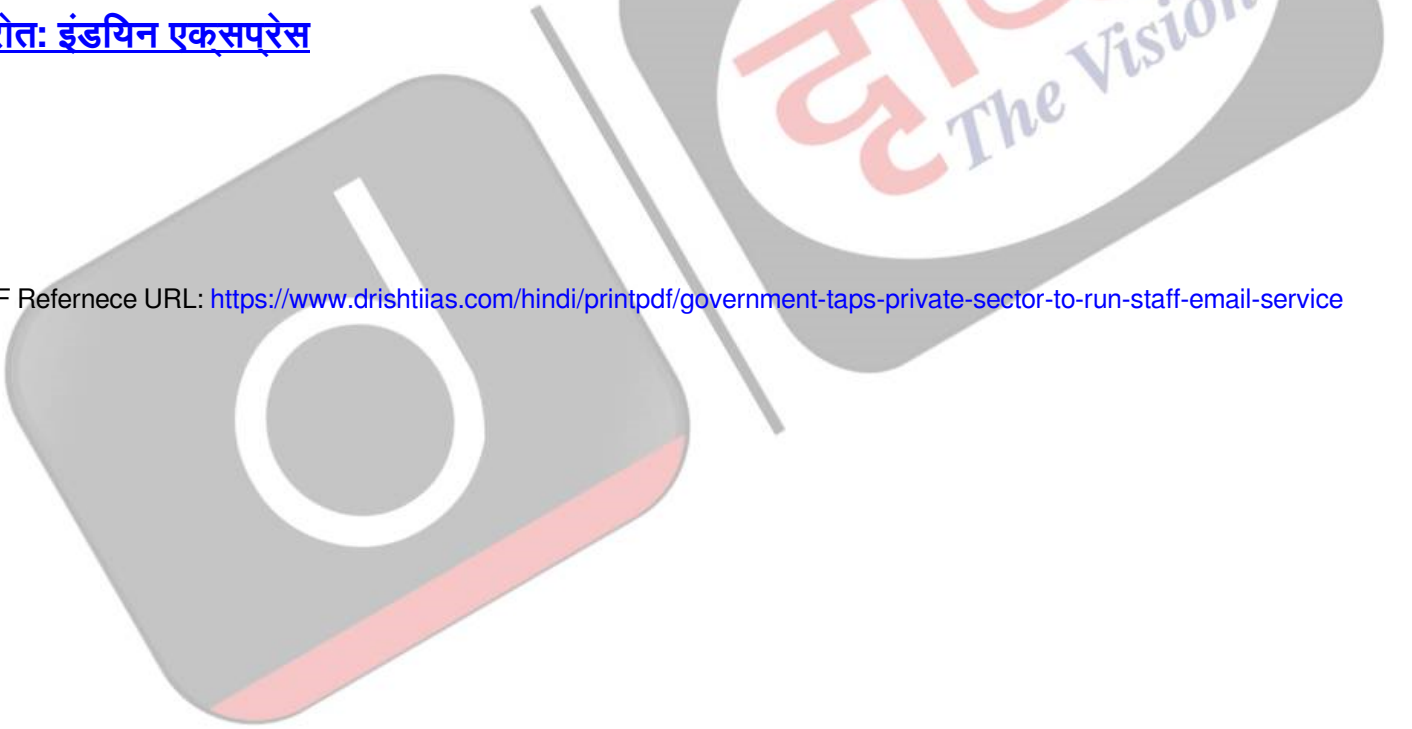 रोत: इंडयिन एक्सप्रेस
The Vision
F Refernece URL: https://www.drishtiias.com/hindi/printpdf/government-taps-private-sector-to-run-staff-email-service